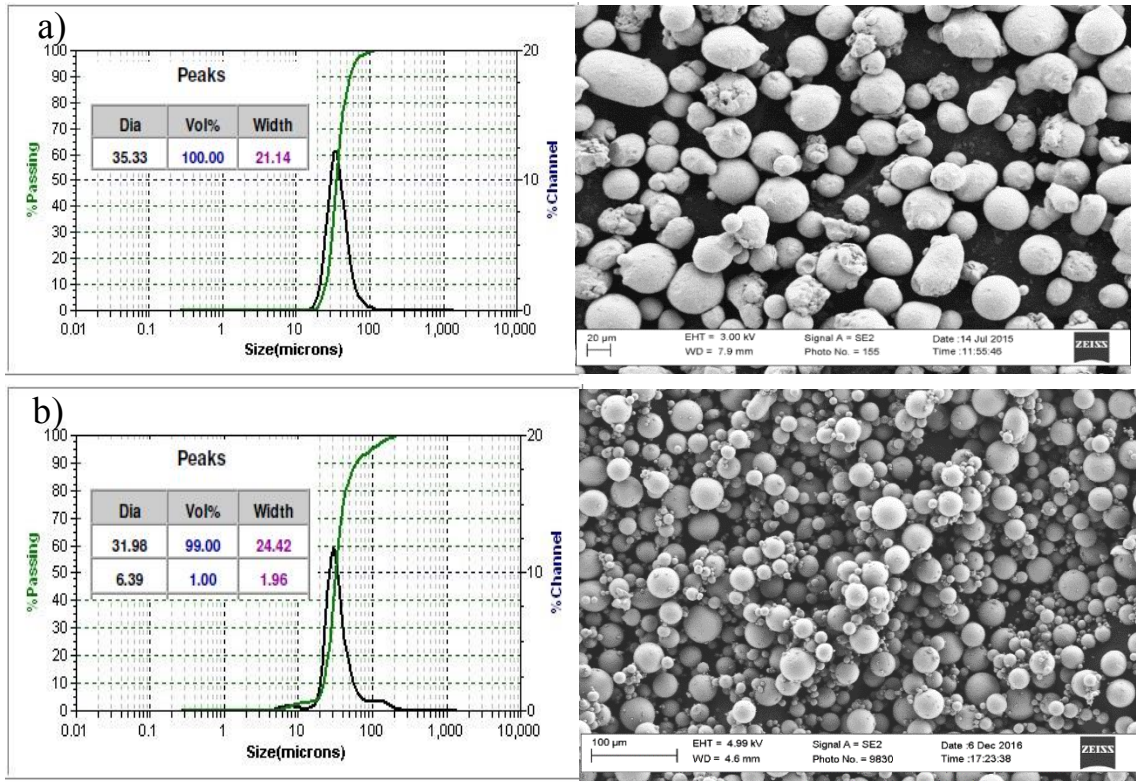 a)
100
90
80
70
60
50
40
30
20
10
0
%Passing
Peaks
Dia Vol% Width
35.33 100.00 21.14
20
10
0
%Channel
0.01 0.1 1 10 100 1,000 10,000
Size(microns)
20 µm
EHT = 3.00 kV Signal A = SE2 Date :14 Jul 2015
WD = 7.9 mm Photo No. = 155 Time :11:55:46
ZEISS
b)
100
90
80
70
60
50
40
30
20
10
0
%Passing
Peaks
Dia Vol% Width
31.98 99.00 24.42
6.39 1.00 1.96
20
10
0
%Channel
0.01 0.1 1 10 100 1,000 10,000
Size(microns)
100 µm
EHT = 4.99 kV Signal A = SE2 Date :6 Dec 2016
WD = 4.6 mm Photo No. = 9830 Time :17:23:38
ZEISS